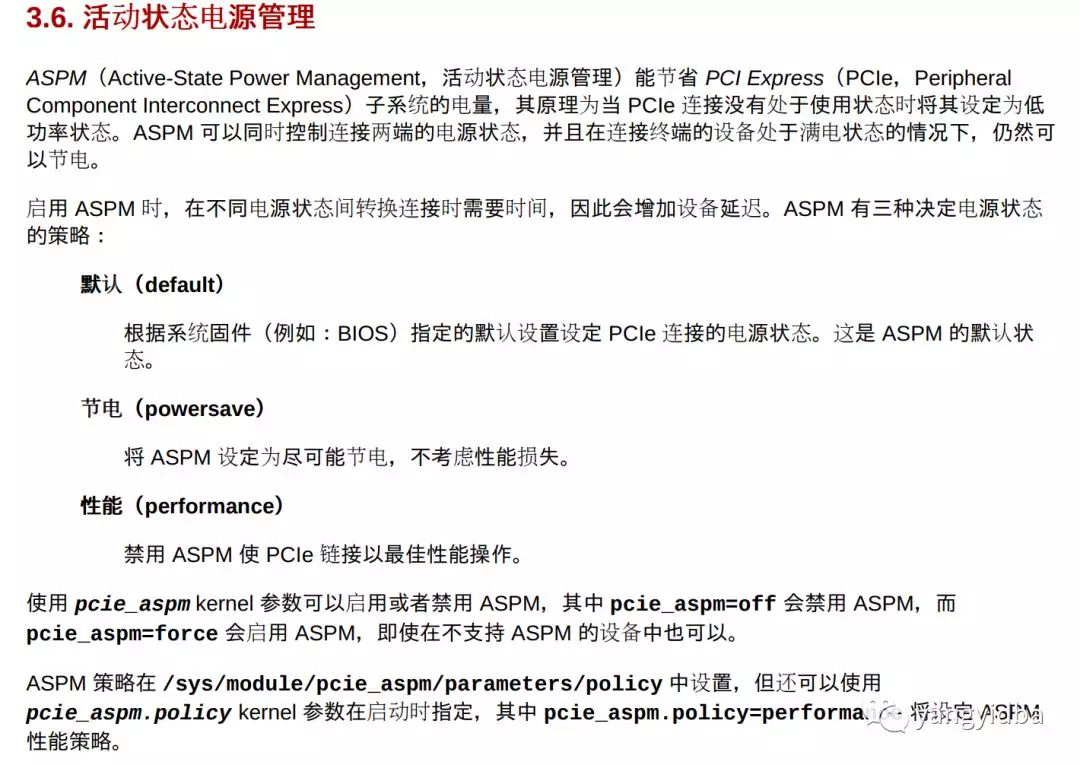 3.6. 活动状态电源管理
ASPM（Active-State Power Management，活动状态电源管理）能节省 PCI Express（PCIe，Peripheral
Component Interconnect Express）子系统的电量，其原理为当 PCIe 连接没有处于使用状态时将其设定为低
功率状态。ASPM 可以同时控制连接两端的电源状态，并且在连接终端的设备处于满电状态的情况下，仍然可
以节电。
启用 ASPM 时，在不同电源状态间转换连接时需要时间，因此会增加设备延迟。ASPM 有三种决定电源状态
的策略：
默认（default）
根据系统固件（例如：BIOS）指定的默认设置设定 PCIe 连接的电源状态。这是 ASPM 的默认状
态。
节电（powersave）
将 ASPM 设定为尽可能节电，不考虑性能损失。
性能（performance）
禁用 ASPM 使 PCIe 链接以最佳性能操作。
使用 pcie_aspm kernel 参数可以启用或者禁用 ASPM，其中 pcie_aspm=off 会禁用 ASPM，而
pcie_aspm=force 会启用 ASPM，即使在不支持 ASPM 的设备中也可以。
ASPM 策略在 /sys/module/pcie_aspm/parameters/policy 中设置，但还可以使用
pcie_aspm.policy kernel 参数在启动时指定，其中 pcie_aspm.policy=performance 将设定 ASPM
性能策略。